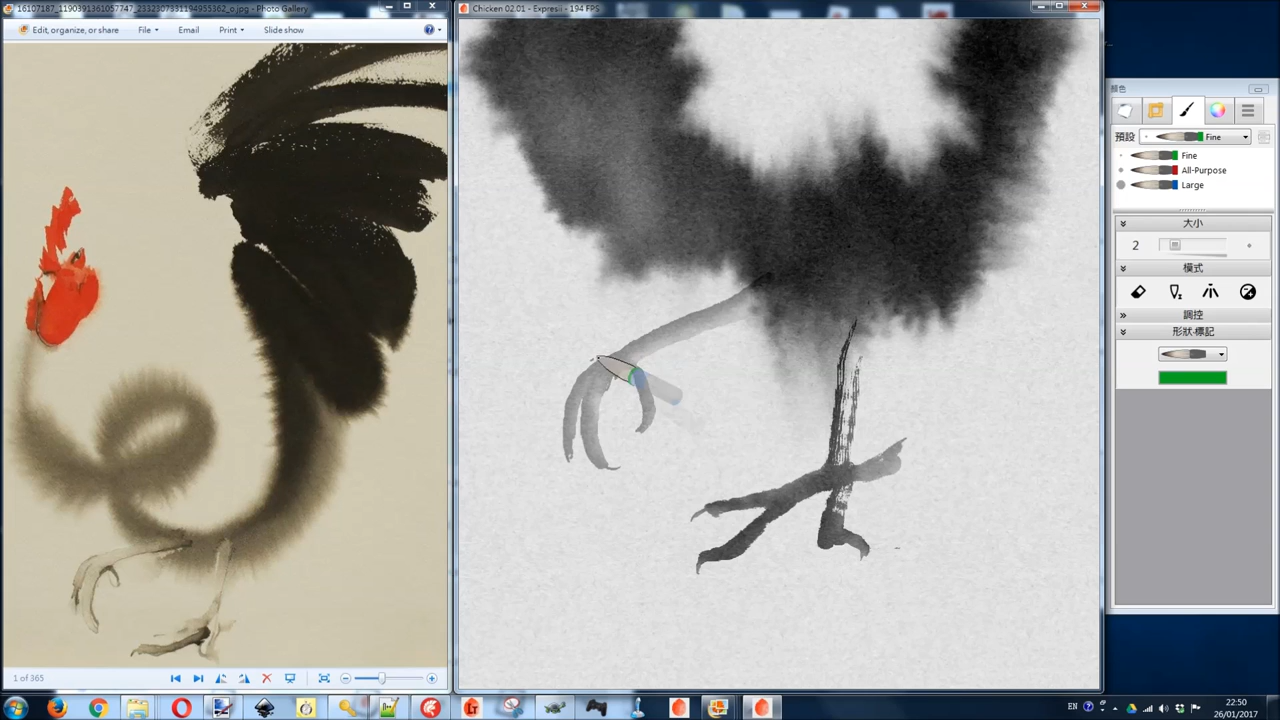 16107187_1190391361057747_2332307331194955362_o.jpg - Photo Gallery
Edit, organize, or share File Email Print Slide show
1 of 365
Chicken 02.01 - Expresii - 194 FPS
顏色
預設 Fine
Fine
All-Purpose
Large
大小
2
模式
調控
形狀·標記
EN
22:50
26/01/2017